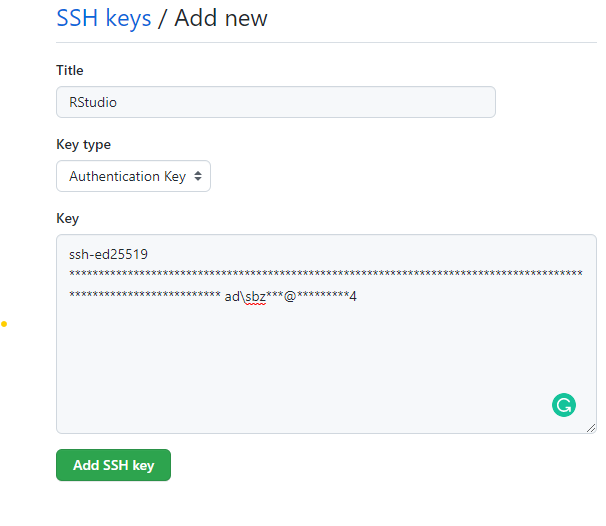 SSH keys / Add new
Title
RStudio
Key type
Authentication Key
Key
ssh-ed25519
****************************************************************************************
************************** ad\sbz***@*********4
Add SSH key